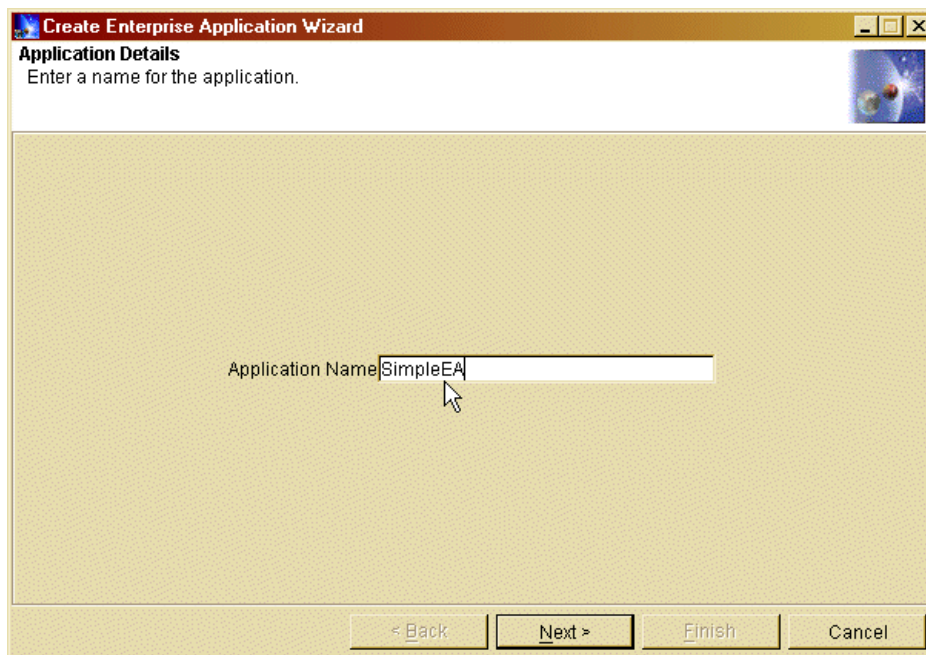 Create Enterprise Application Wizard
Application Details
Enter a name for the application.
Application Name SimpleEA
< Back Next > Finish Cancel